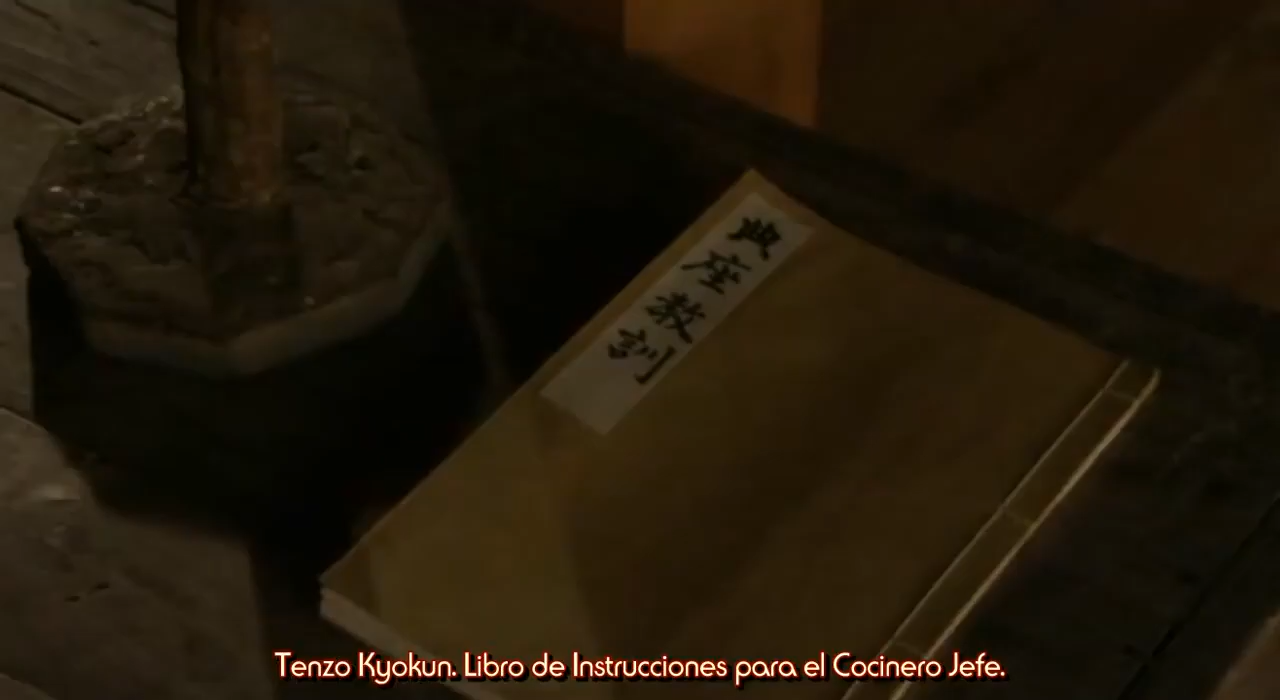 典座教訓
Tenzo Kyokun. Libro de Instrucciones para el Cocinero Jefe.